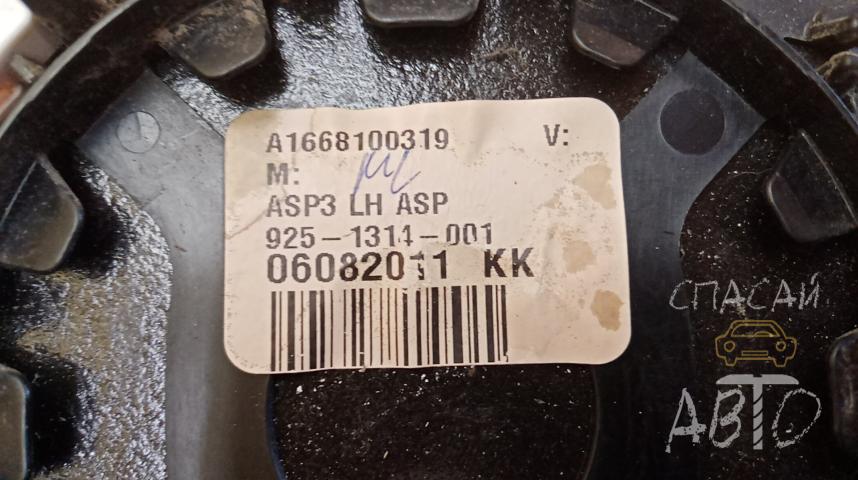 A1668100319 V:
M:
ASP3 LH ASP
925-1314-001
06082011 KK
СПАСАЙ
АВТО